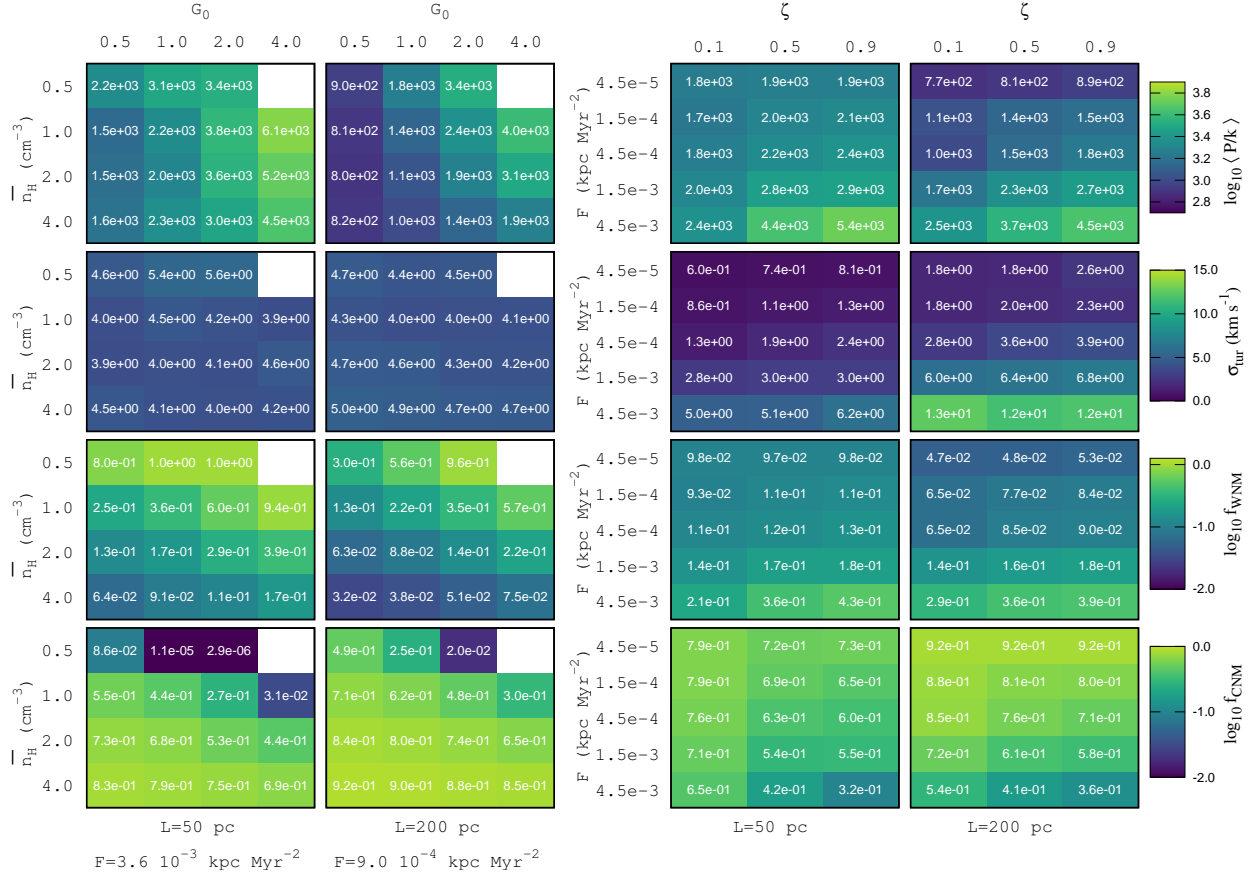 G₀ G₀ ζ ζ
0.5 1.0 2.0 4.0 0.5 1.0 2.0 4.0 0.1 0.5 0.9 0.1 0.5 0.9
n̅_H (cm⁻³)
0.5 2.2e+03 3.1e+03 3.4e+03 9.0e+02 1.8e+03 3.4e+03
1.0 1.5e+03 2.2e+03 3.8e+03 6.1e+03 8.1e+02 1.4e+03 2.4e+03 4.0e+03
2.0 1.5e+03 2.0e+03 3.6e+03 5.2e+03 8.0e+02 1.1e+03 1.9e+03 3.1e+03
4.0 1.6e+03 2.3e+03 3.0e+03 4.5e+03 8.2e+02 1.0e+03 1.4e+03 1.9e+03
F (kpc Myr⁻²)
4.5e-5 1.8e+03 1.9e+03 1.9e+03 7.7e+02 8.1e+02 8.9e+02
1.5e-4 1.7e+03 2.0e+03 2.1e+03 1.1e+03 1.4e+03 1.5e+03
4.5e-4 1.8e+03 2.2e+03 2.4e+03 1.0e+03 1.5e+03 1.8e+03
1.5e-3 2.0e+03 2.8e+03 2.9e+03 1.7e+03 2.3e+03 2.7e+03
4.5e-3 2.4e+03 4.4e+03 5.4e+03 2.5e+03 3.7e+03 4.5e+03
3.8
3.6
3.4
3.2
3.0
2.8
log₁₀ ⟨ P/k ⟩
n̅_H (cm⁻³)
0.5 4.6e+00 5.4e+00 5.6e+00 4.7e+00 4.4e+00 4.5e+00
1.0 4.0e+00 4.5e+00 4.2e+00 3.9e+00 4.3e+00 4.0e+00 4.0e+00 4.1e+00
2.0 3.9e+00 4.0e+00 4.1e+00 4.6e+00 4.7e+00 4.6e+00 4.3e+00 4.2e+00
4.0 4.5e+00 4.1e+00 4.0e+00 4.2e+00 5.0e+00 4.9e+00 4.7e+00 4.7e+00
F (kpc Myr⁻²)
4.5e-5 6.0e-01 7.4e-01 8.1e-01 1.8e+00 1.8e+00 2.6e+00
1.5e-4 8.6e-01 1.1e+00 1.3e+00 1.8e+00 2.0e+00 2.3e+00
4.5e-4 1.3e+00 1.9e+00 2.4e+00 2.8e+00 3.6e+00 3.9e+00
1.5e-3 2.8e+00 3.0e+00 3.0e+00 6.0e+00 6.4e+00 6.8e+00
4.5e-3 5.0e+00 5.1e+00 6.2e+00 1.3e+01 1.2e+01 1.2e+01
15.0
10.0
5.0
0.0
σ_tur (km s⁻¹)
n̅_H (cm⁻³)
0.5 8.0e-01 1.0e+00 1.0e+00 3.0e-01 5.6e-01 9.6e-01
1.0 2.5e-01 3.6e-01 6.0e-01 9.4e-01 1.3e-01 2.2e-01 3.5e-01 5.7e-01
2.0 1.3e-01 1.7e-01 2.9e-01 3.9e-01 6.3e-02 8.8e-02 1.4e-01 2.2e-01
4.0 6.4e-02 9.1e-02 1.1e-01 1.7e-01 3.2e-02 3.8e-02 5.1e-02 7.5e-02
F (kpc Myr⁻²)
4.5e-5 9.8e-02 9.7e-02 9.8e-02 4.7e-02 4.8e-02 5.3e-02
1.5e-4 9.3e-02 1.1e-01 1.1e-01 6.5e-02 7.7e-02 8.4e-02
4.5e-4 1.1e-01 1.2e-01 1.3e-01 6.5e-02 8.5e-02 9.0e-02
1.5e-3 1.4e-01 1.7e-01 1.8e-01 1.4e-01 1.6e-01 1.8e-01
4.5e-3 2.1e-01 3.6e-01 4.3e-01 2.9e-01 3.6e-01 3.9e-01
0.0
-1.0
-2.0
log₁₀ f_WNM
n̅_H (cm⁻³)
0.5 8.6e-02 1.1e-05 2.9e-06 4.9e-01 2.5e-01 2.0e-02
1.0 5.5e-01 4.4e-01 2.7e-01 3.1e-02 7.1e-01 6.2e-01 4.8e-01 3.0e-01
2.0 7.3e-01 6.8e-01 5.3e-01 4.4e-01 8.4e-01 8.0e-01 7.4e-01 6.5e-01
4.0 8.3e-01 7.9e-01 7.5e-01 6.9e-01 9.2e-01 9.0e-01 8.8e-01 8.5e-01
F (kpc Myr⁻²)
4.5e-5 7.9e-01 7.2e-01 7.3e-01 9.2e-01 9.2e-01 9.2e-01
1.5e-4 7.9e-01 6.9e-01 6.5e-01 8.8e-01 8.1e-01 8.0e-01
4.5e-4 7.6e-01 6.3e-01 6.0e-01 8.5e-01 7.6e-01 7.1e-01
1.5e-3 7.1e-01 5.4e-01 5.5e-01 7.2e-01 6.1e-01 5.8e-01
4.5e-3 6.5e-01 4.2e-01 3.2e-01 5.4e-01 4.1e-01 3.6e-01
0.0
-1.0
-2.0
log₁₀ f_CNM
L=50 pc L=200 pc L=50 pc L=200 pc
F=3.6 10⁻³ kpc Myr⁻² F=9.0 10⁻⁴ kpc Myr⁻²